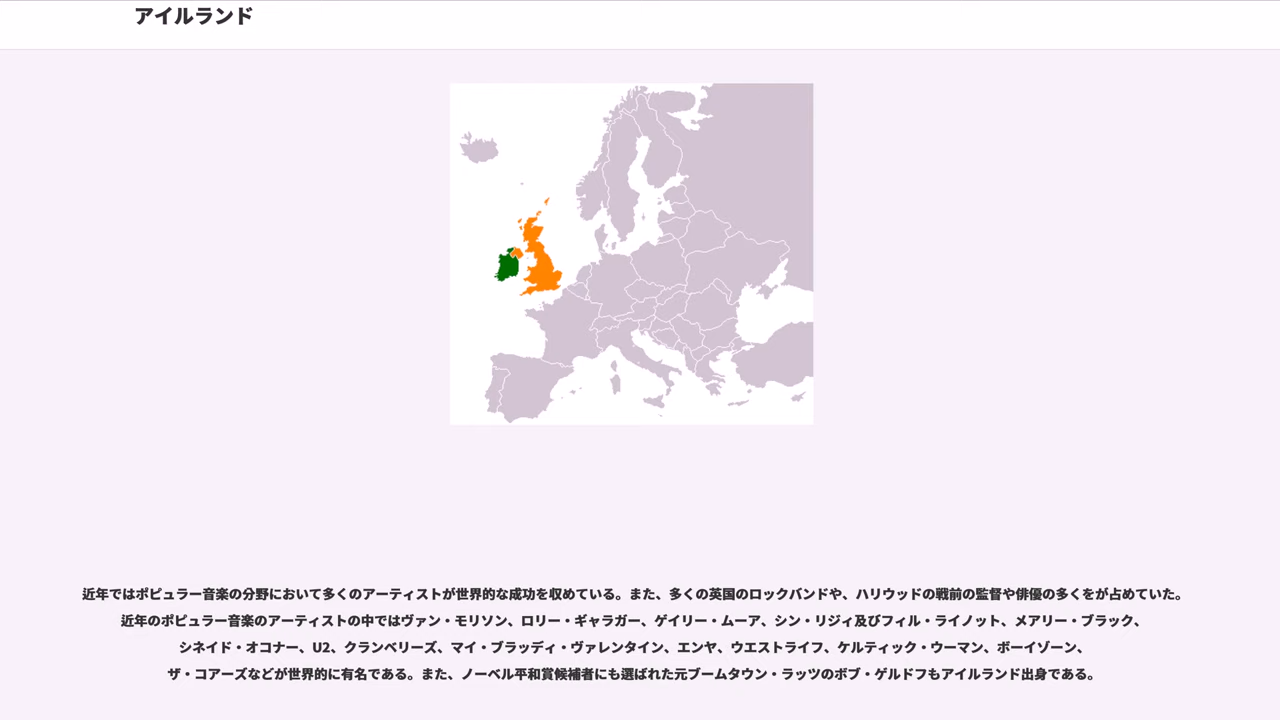 アイルランド
近年ではポピュラー音楽の分野において多くのアーティストが世界的な成功を収めている。また、多くの英国のロックバンドや、ハリウッドの戦前の監督や俳優の多くをが占めていた。
近年のポピュラー音楽のアーティストの中ではヴァン・モリソン、ロリー・ギャラガー、ゲイリー・ムーア、シン・リジィ及びフィル・ライノット、メアリー・ブラック、
シネイド・オコナー、U2、クランベリーズ、マイ・ブラッディ・ヴァレンタイン、エンヤ、ウエストライフ、ケルティック・ウーマン、ボーイゾーン、
ザ・コアーズなどが世界的に有名である。また、ノーベル平和賞候補者にも選ばれた元ブームタウン・ラッツのボブ・ゲルドフもアイルランド出身である。